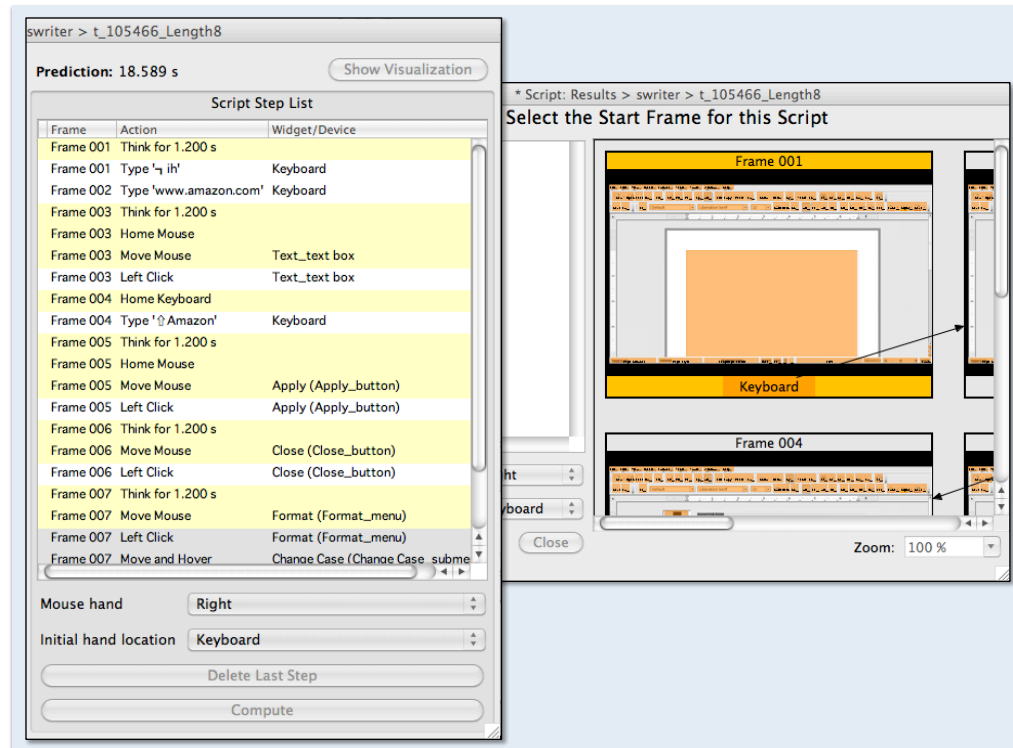 swriter > t_105466_Length8
Prediction: 18.589 s
Show Visualization
Script Step List
Frame Action Widget/Device
Frame 001 Think for 1.200 s
Frame 001 Type '¬ ih' Keyboard
Frame 002 Type 'www.amazon.com' Keyboard
Frame 003 Think for 1.200 s
Frame 003 Home Mouse
Frame 003 Move Mouse Text_text box
Frame 003 Left Click Text_text box
Frame 004 Home Keyboard
Frame 004 Type '⇧Amazon' Keyboard
Frame 005 Think for 1.200 s
Frame 005 Home Mouse
Frame 005 Move Mouse Apply (Apply_button)
Frame 005 Left Click Apply (Apply_button)
Frame 006 Think for 1.200 s
Frame 006 Move Mouse Close (Close_button)
Frame 006 Left Click Close (Close_button)
Frame 007 Think for 1.200 s
Frame 007 Move Mouse Format (Format_menu)
Frame 007 Left Click Format (Format_menu)
Frame 007 Move and Hover Change Case (Change Case_subme
Mouse hand Right
Initial hand location Keyboard
Delete Last Step
Compute
* Script: Results > swriter > t_105466_Length8
Select the Start Frame for this Script
Frame 001
Keyboard
Frame 004
ht
yboard
Close
Zoom: 100 %